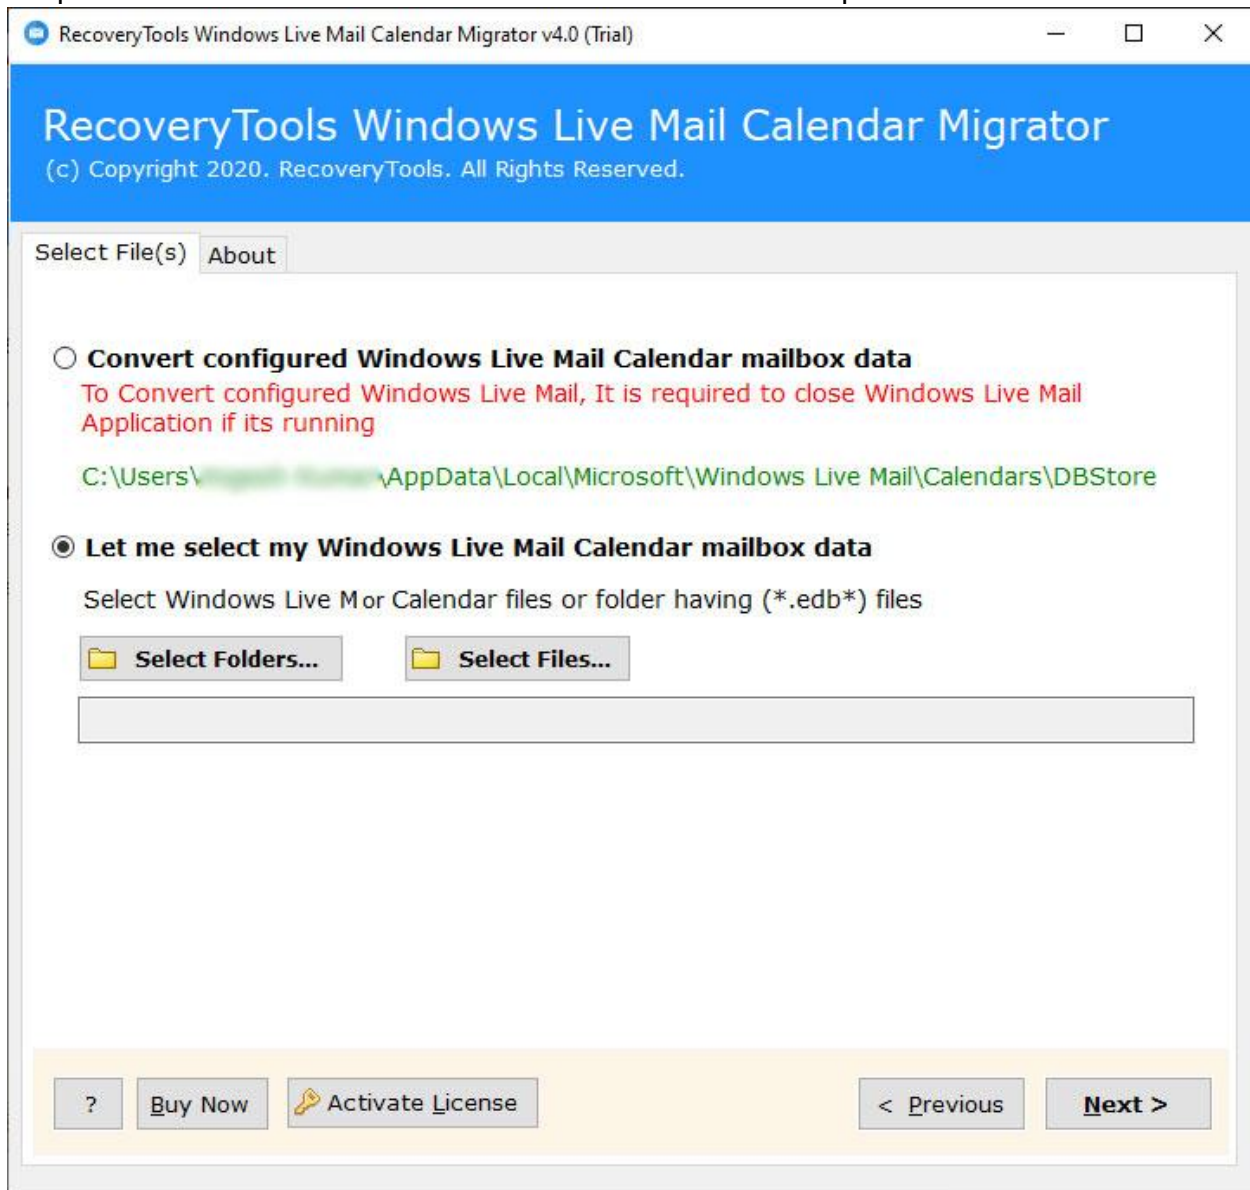 RecoveryTools Windows Live Mail Calendar Migrator v4.0 (Trial)
RecoveryTools Windows Live Mail Calendar Migrator
(c) Copyright 2020. RecoveryTools. All Rights Reserved.
Select File(s) About
Convert configured Windows Live Mail Calendar mailbox data
To Convert configured Windows Live Mail, It is required to close Windows Live Mail
Application if its running
C:\Users\ \AppData\Local\Microsoft\Windows Live Mail\Calendars\DBStore
Let me select my Windows Live Mail Calendar mailbox data
Select Windows Live M or Calendar files or folder having (*.edb*) files
Select Folders... Select Files...
? Buy Now Activate License < Previous Next >